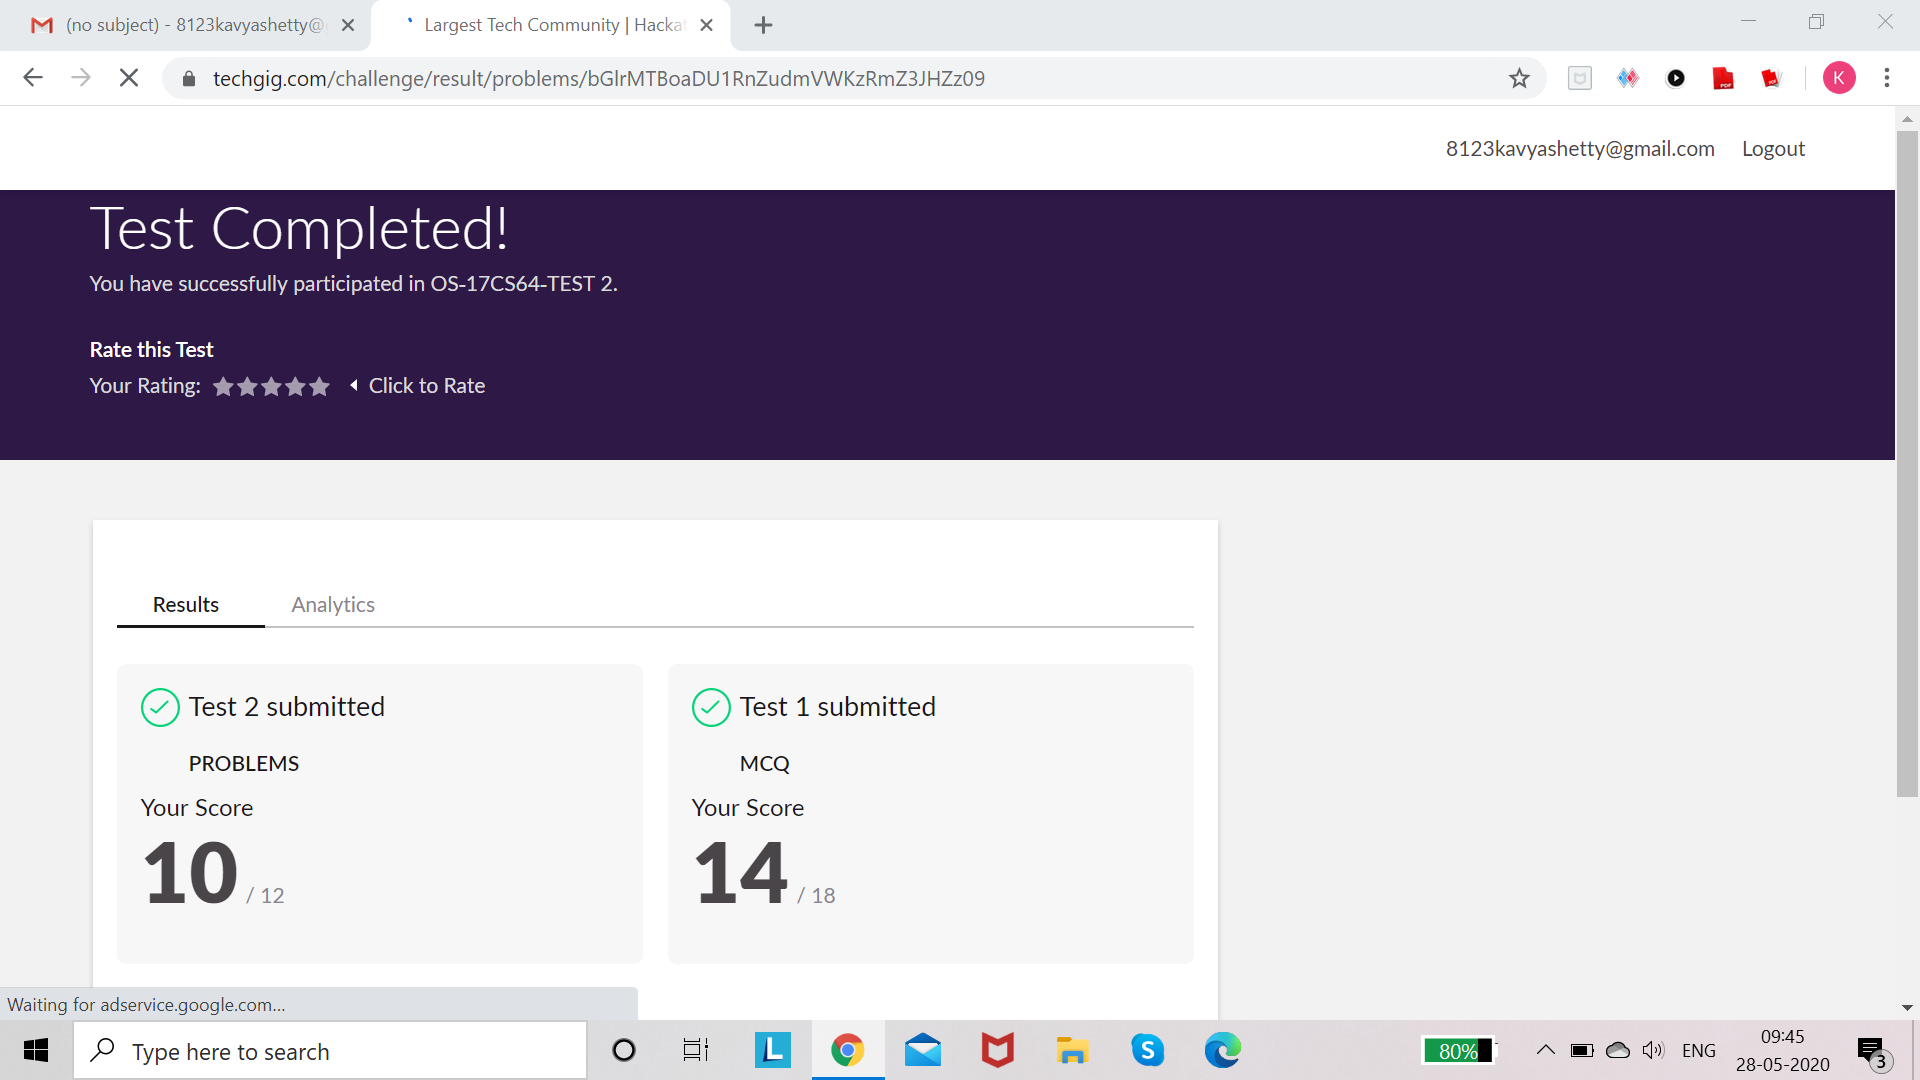 (no subject) - 8123kavyashetty@
Largest Tech Community | Hackat
techgig.com/challenge/result/problems/bGlrMTBoaDU1RnZudmVWKzRmZ3JHZz09
K
8123kavyashetty@gmail.com Logout
Test Completed!
You have successfully participated in OS-17CS64-TEST 2.
Rate this Test
Your Rating: Click to Rate
Results Analytics
Test 2 submitted
PROBLEMS
Your Score
10 / 12
Test 1 submitted
MCQ
Your Score
14 / 18
Waiting for adservice.google.com...
Type here to search
L
S
80%
ENG
09:45
28-05-2020
3